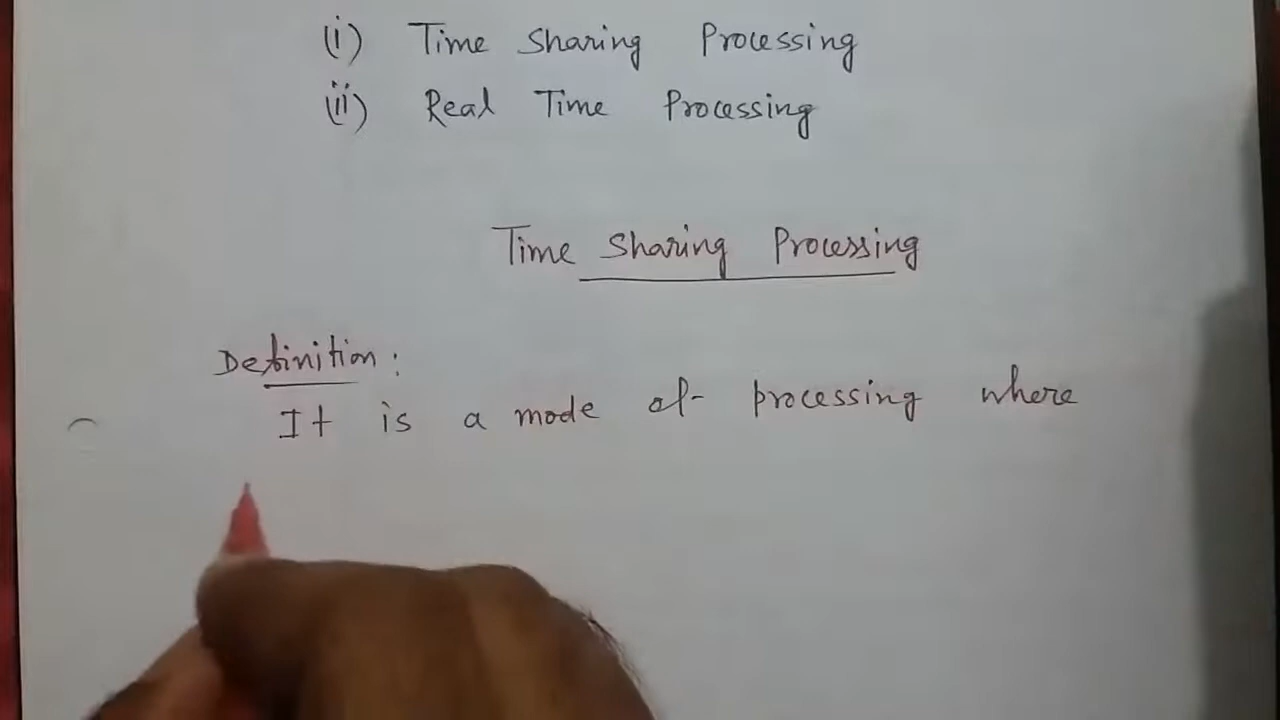 (i) Time Sharing Processing
(ii) Real Time Processing
Time Sharing Processing
Definition:
It is a mode of processing where